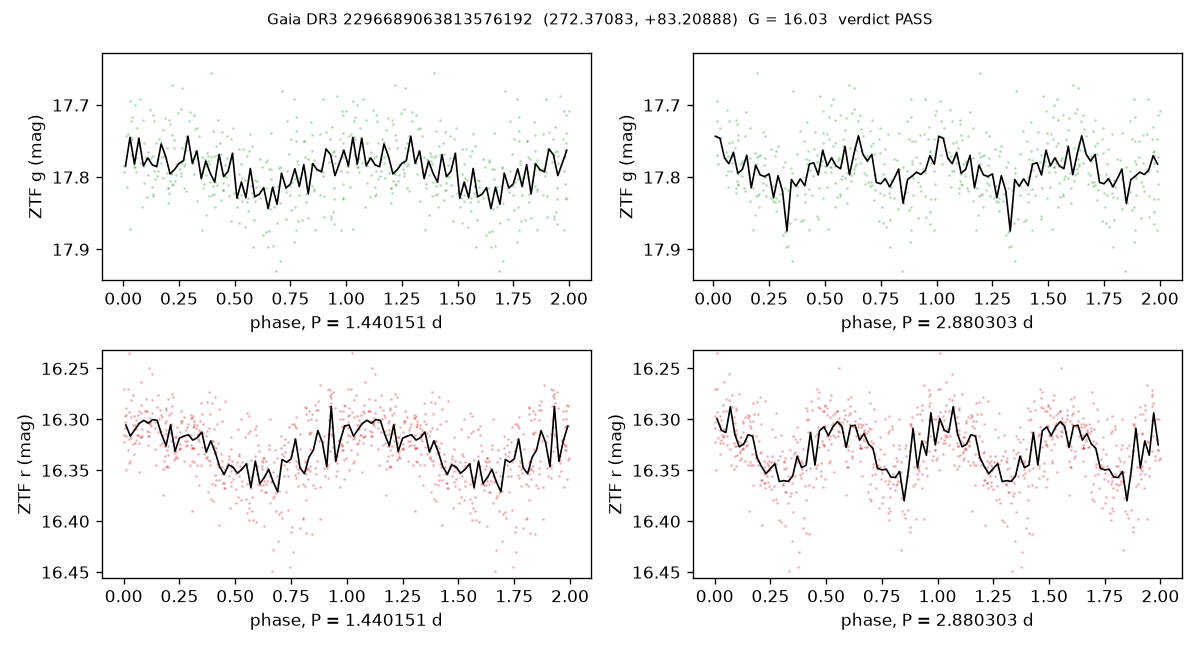 Gaia DR3 2296689063813576192  (272.37083, +83.20888)  G = 16.03  verdict PASS
ZTF g (mag)
17.7
17.8
17.9
0.00 0.25 0.50 0.75 1.00 1.25 1.50 1.75 2.00
phase, P = 1.440151 d
ZTF g (mag)
17.7
17.8
17.9
0.00 0.25 0.50 0.75 1.00 1.25 1.50 1.75 2.00
phase, P = 2.880303 d
ZTF r (mag)
16.25
16.30
16.35
16.40
16.45
0.00 0.25 0.50 0.75 1.00 1.25 1.50 1.75 2.00
phase, P = 1.440151 d
ZTF r (mag)
16.25
16.30
16.35
16.40
16.45
0.00 0.25 0.50 0.75 1.00 1.25 1.50 1.75 2.00
phase, P = 2.880303 d